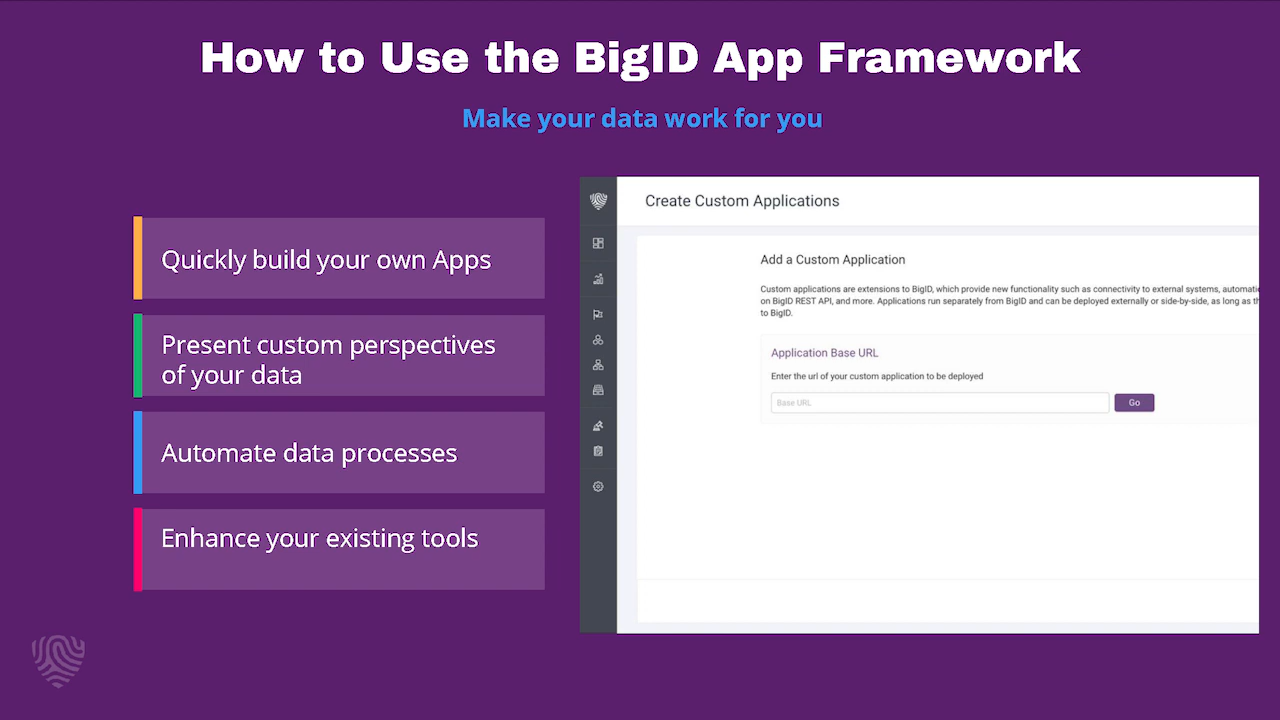 How to Use the BigID App Framework
Make your data work for you
Quickly build your own Apps
Present custom perspectives
of your data
Automate data processes
Enhance your existing tools
Create Custom Applications
Add a Custom Application
Custom applications are extensions to BigID, which provide new functionality such as connectivity to external systems,
on BigID REST API, and more. Applications run separately from BigID and can be deployed externally or side-by-side, as long as
to BigID.
Application Base URL
Enter the url of your custom application to be deployed
Base URL
Go